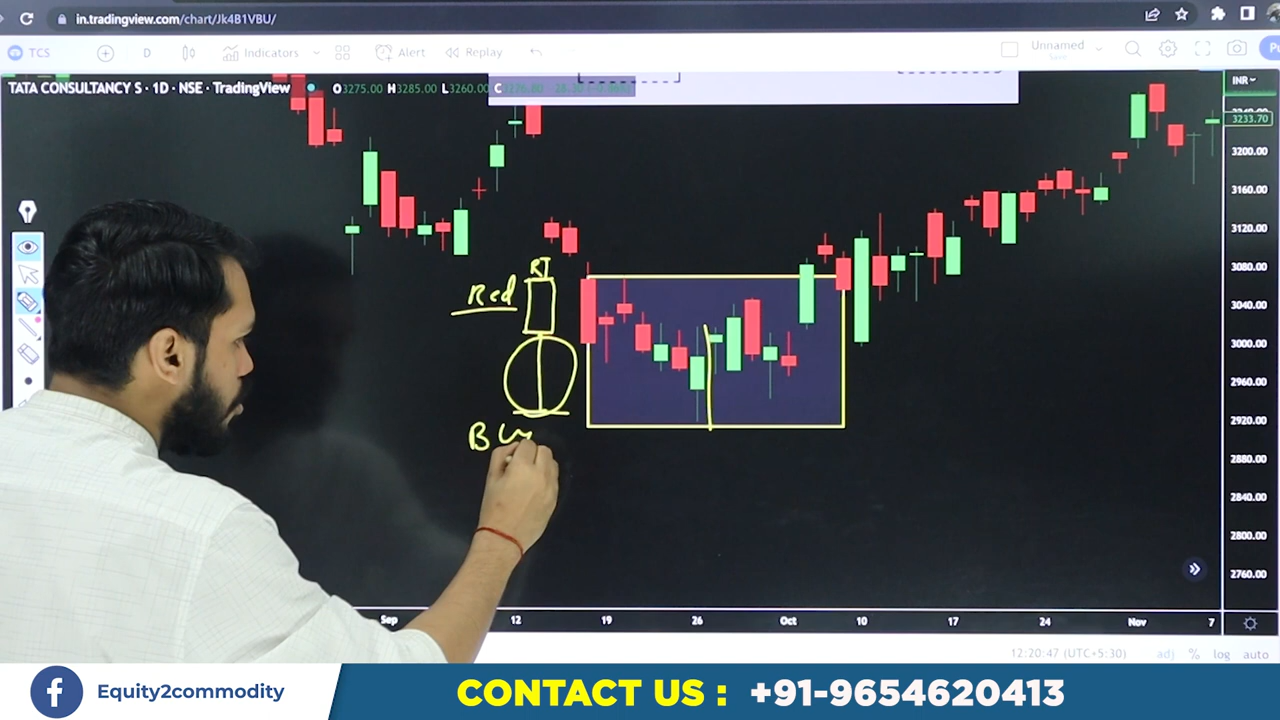 in.tradingview.com/chart/Jk4B1VBU/
TCS
D
Indicators
Alert
Replay
Unnamed
Save
TATA CONSULTANCY S · 1D · NSE · TradingView
O3275.00 H3285.00 L3260.00
C
INR
3233.70
3200.00
3160.00
3120.00
3080.00
3040.00
3000.00
2960.00
2920.00
2880.00
2840.00
2800.00
2760.00
Red
Sep
12
19
26
Oct
10
17
24
Nov
7
12:20:47 (UTC+5:30)
adj
%
log
auto
Equity2commodity
CONTACT US : +91-9654620413